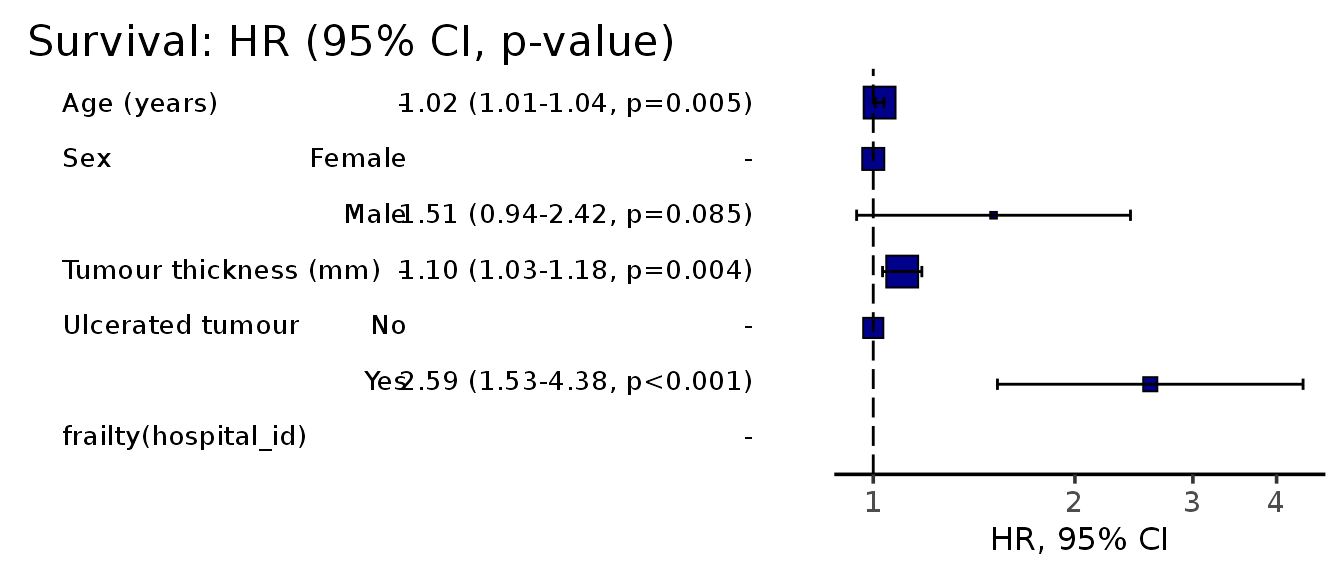 Survival: HR (95% CI, p-value)
Age (years) - 1.02 (1.01-1.04, p=0.005)
Sex Female -
Male 1.51 (0.94-2.42, p=0.085)
Tumour thickness (mm) - 1.10 (1.03-1.18, p=0.004)
Ulcerated tumour No -
Yes 2.59 (1.53-4.38, p<0.001)
frailty(hospital_id) -
1 2 3 4
HR, 95% CI